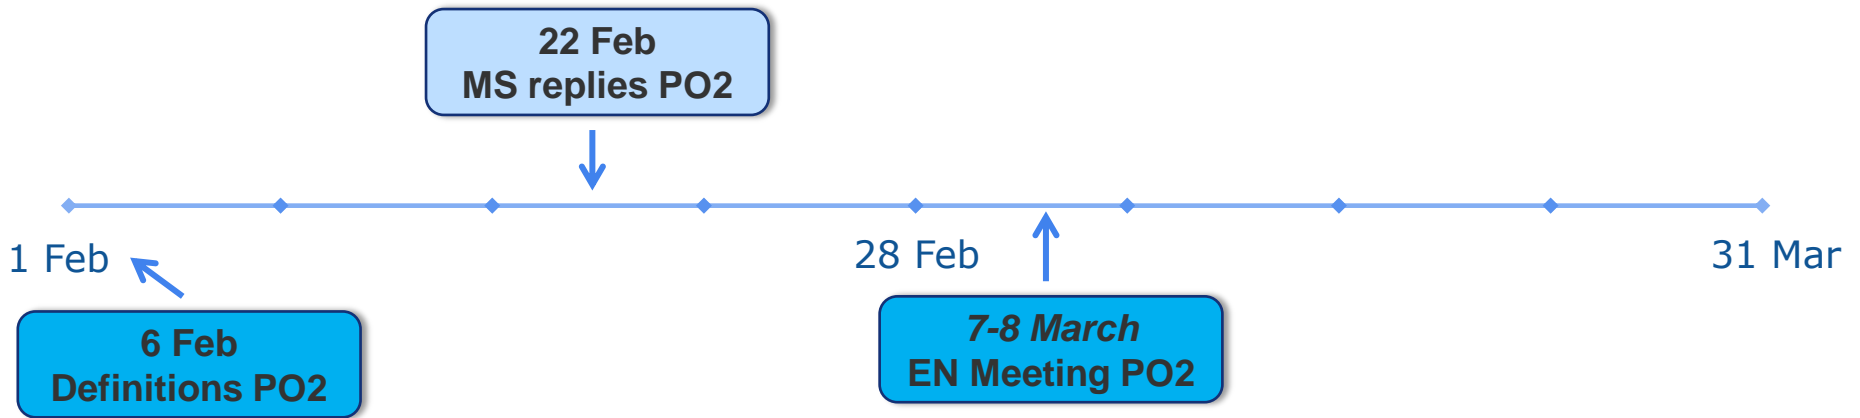 22 Feb
MS replies PO2
1 Feb
28 Feb
31 Mar
6 Feb
Definitions PO2
7-8 March
EN Meeting PO2